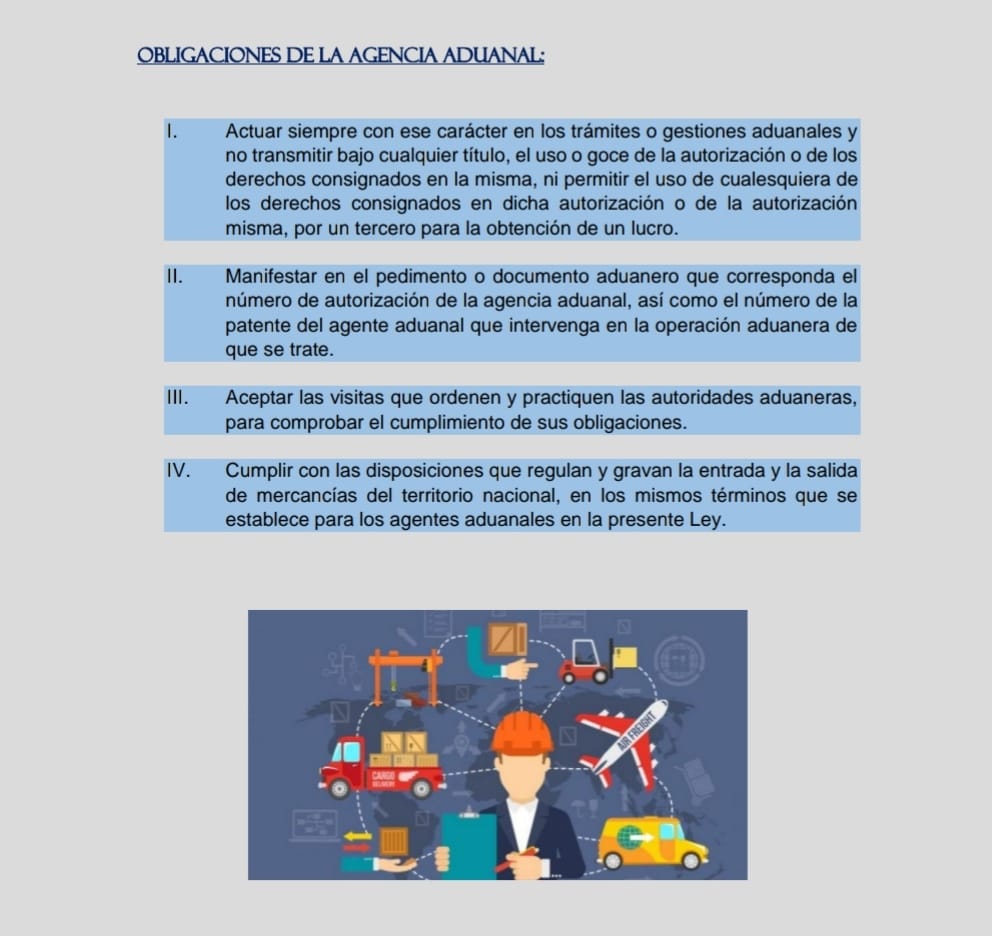 OBLIGACIONES DE LA AGENCIA ADUANAL:
I. Actuar siempre con ese carácter en los trámites o gestiones aduanales y
no transmitir bajo cualquier título, el uso o goce de la autorización o de los
derechos consignados en la misma, ni permitir el uso de cualesquiera de
los derechos consignados en dicha autorización o de la autorización
misma, por un tercero para la obtención de un lucro.
II. Manifestar en el pedimento o documento aduanero que corresponda el
número de autorización de la agencia aduanal, así como el número de la
patente del agente aduanal que intervenga en la operación aduanera de
que se trate.
III. Aceptar las visitas que ordenen y practiquen las autoridades aduaneras,
para comprobar el cumplimiento de sus obligaciones.
IV. Cumplir con las disposiciones que regulan y gravan la entrada y la salida
de mercancías del territorio nacional, en los mismos términos que se
establece para los agentes aduanales en la presente Ley.
AIR FREIGHT
CARGO
DELIVERY